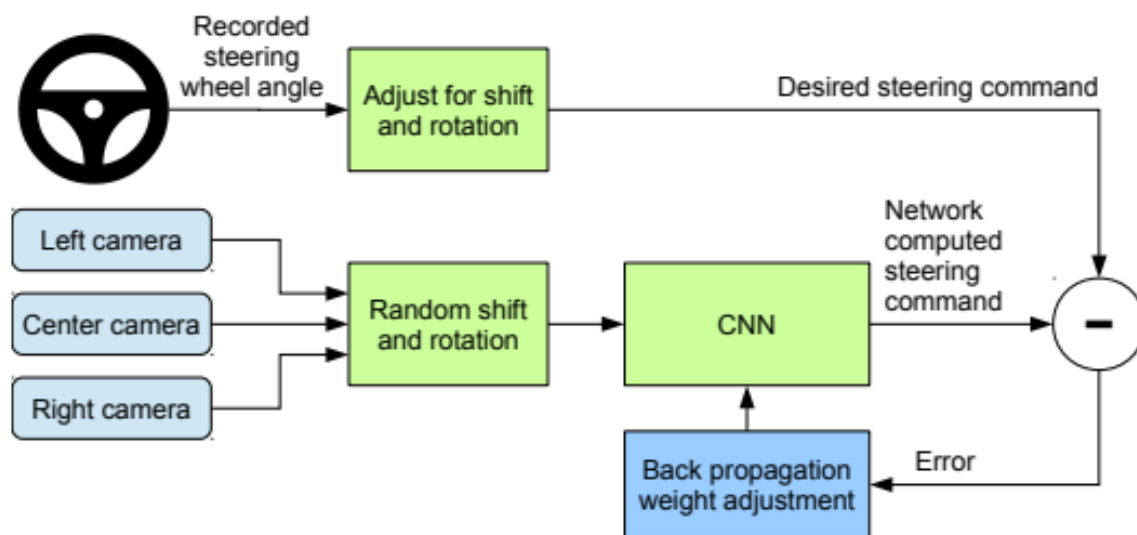 Recorded
steering
wheel angle
Adjust for shift
and rotation
Desired steering command
Left camera
Center camera
Right camera
Random shift
and rotation
CNN
Network
computed
steering
command
-
Back propagation
weight adjustment
Error